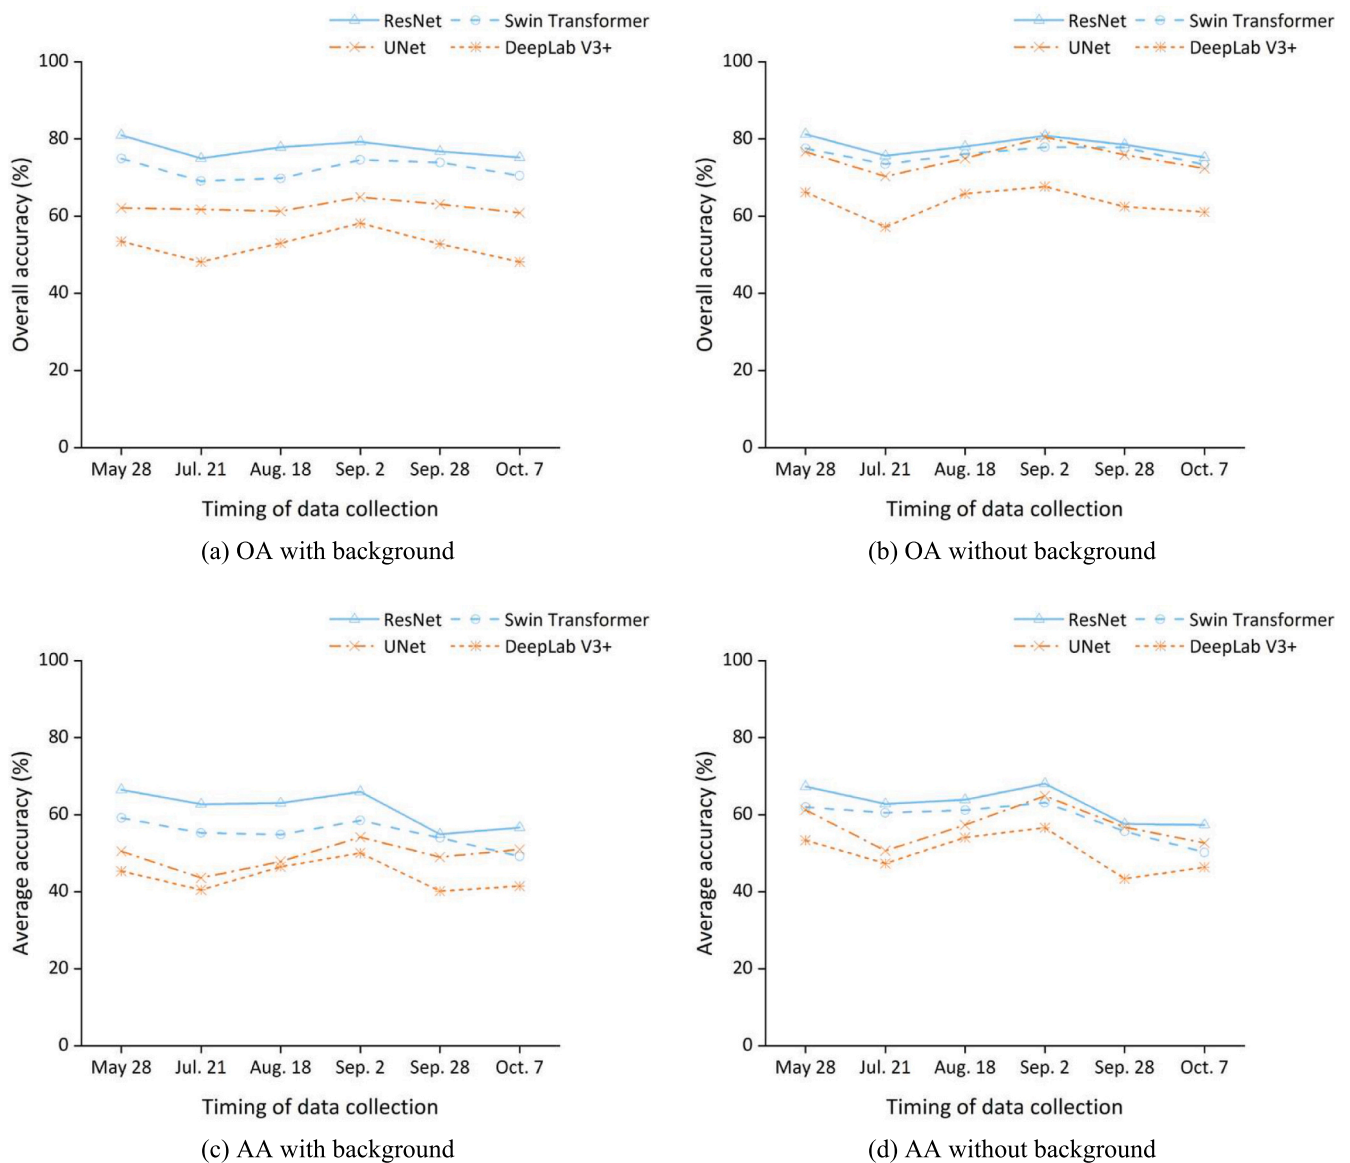 ResNet Swin Transformer
UNet DeepLab V3+
100
80
60
40
20
0
Overall accuracy (%)
May 28 Jul. 21 Aug. 18 Sep. 2 Sep. 28 Oct. 7
Timing of data collection
(a) OA with background
ResNet Swin Transformer
UNet DeepLab V3+
100
80
60
40
20
0
Overall accuracy (%)
May 28 Jul. 21 Aug. 18 Sep. 2 Sep. 28 Oct. 7
Timing of data collection
(b) OA without background
ResNet Swin Transformer
UNet DeepLab V3+
100
80
60
40
20
0
Average accuracy (%)
May 28 Jul. 21 Aug. 18 Sep. 2 Sep. 28 Oct. 7
Timing of data collection
(c) AA with background
ResNet Swin Transformer
UNet DeepLab V3+
100
80
60
40
20
0
Average accuracy (%)
May 28 Jul. 21 Aug. 18 Sep. 2 Sep. 28 Oct. 7
Timing of data collection
(d) AA without background